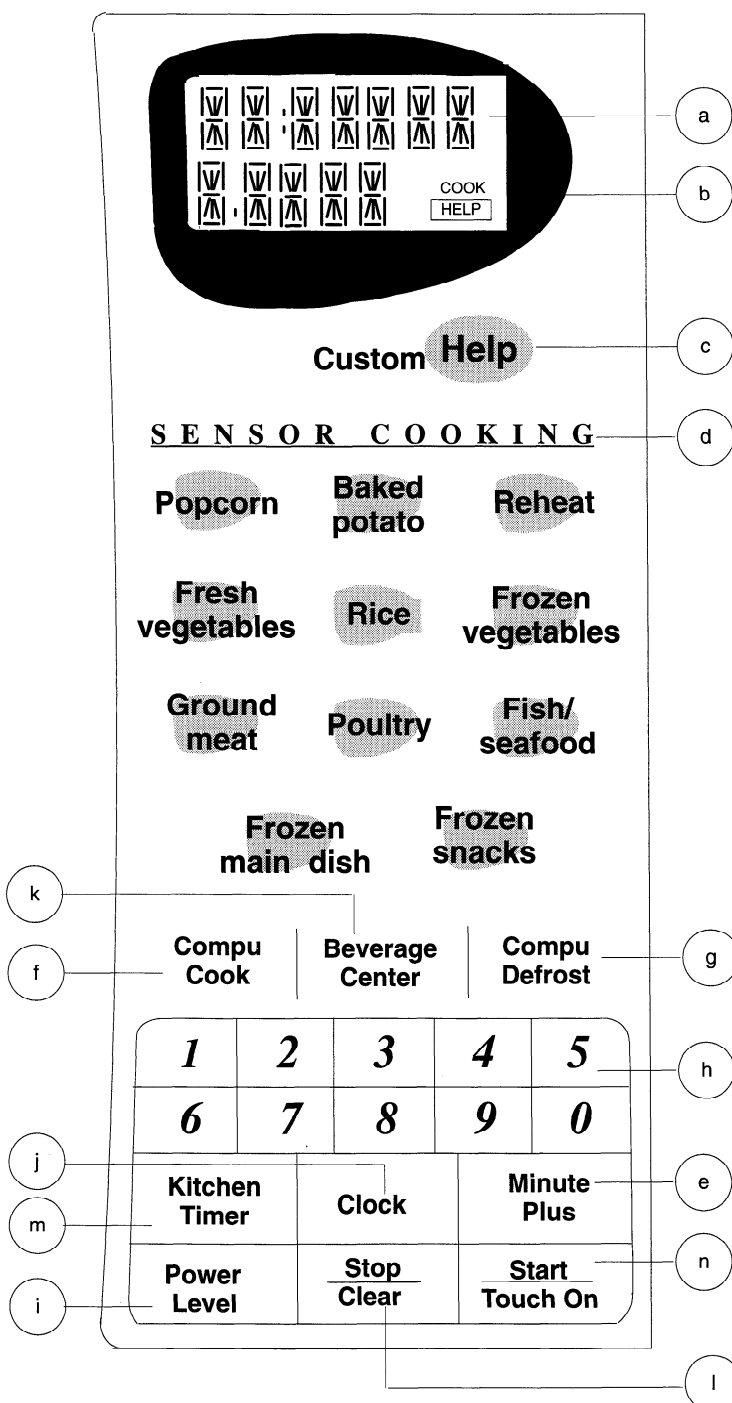 a
COOK
b
HELP
Custom Help
c
SENSOR COOKING
d
Popcorn
Baked
potato
Reheat
Fresh
vegetables
Rice
Frozen
vegetables
Ground
meat
Poultry
Fish/
seafood
Frozen
main dish
Frozen
snacks
k
f
Compu
Cook
Beverage
Center
Compu
Defrost
g
1 2 3 4 5
h
6 7 8 9 0
j
m
Kitchen
Timer
Clock
Minute
Plus
e
i
Power
Level
Stop
Clear
Start
Touch On
n
l